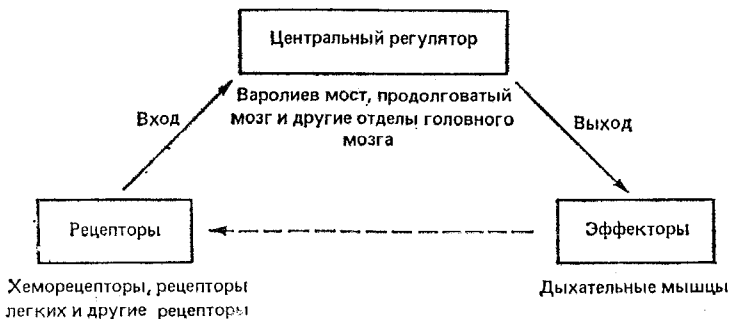 Центральный регулятор
Варолиев мост, продолговатый
мозг и другие отделы головного
мозга
Вход
Выход
Рецепторы
Эффекторы
Хеморецепторы, рецепторы
легких и другие рецепторы
Дыхательные мышцы